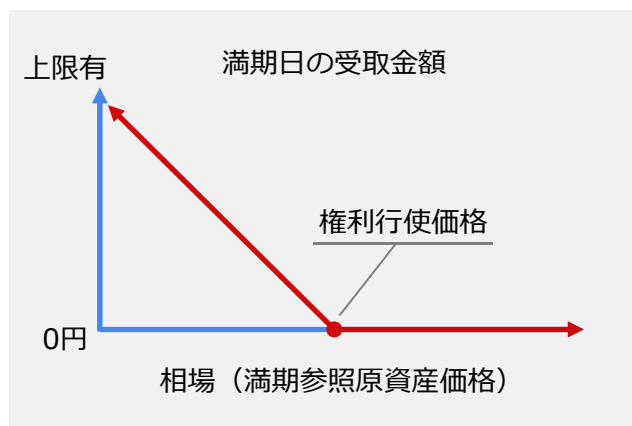 満期日の受取金額
上限有
権利行使価格
0円
相場（満期参照原資産価格）